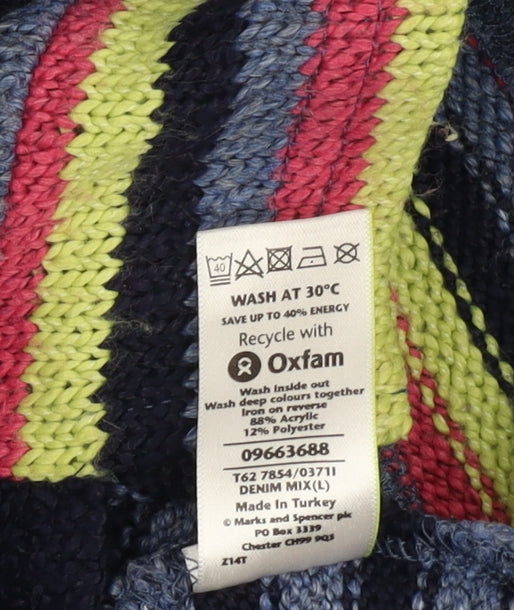 40
WASH AT 30°C
SAVE UP TO 40% ENERGY
Recycle with
Oxfam
Wash inside out
Wash deep colours together
Iron on reverse
88% Acrylic
12% Polyester
09663688
T62 7854/0371I
DENIM MIX(L)
Made In Turkey
© Marks and Spencer plc
PO Box 3339
Chester CH99 9QS
Z14T